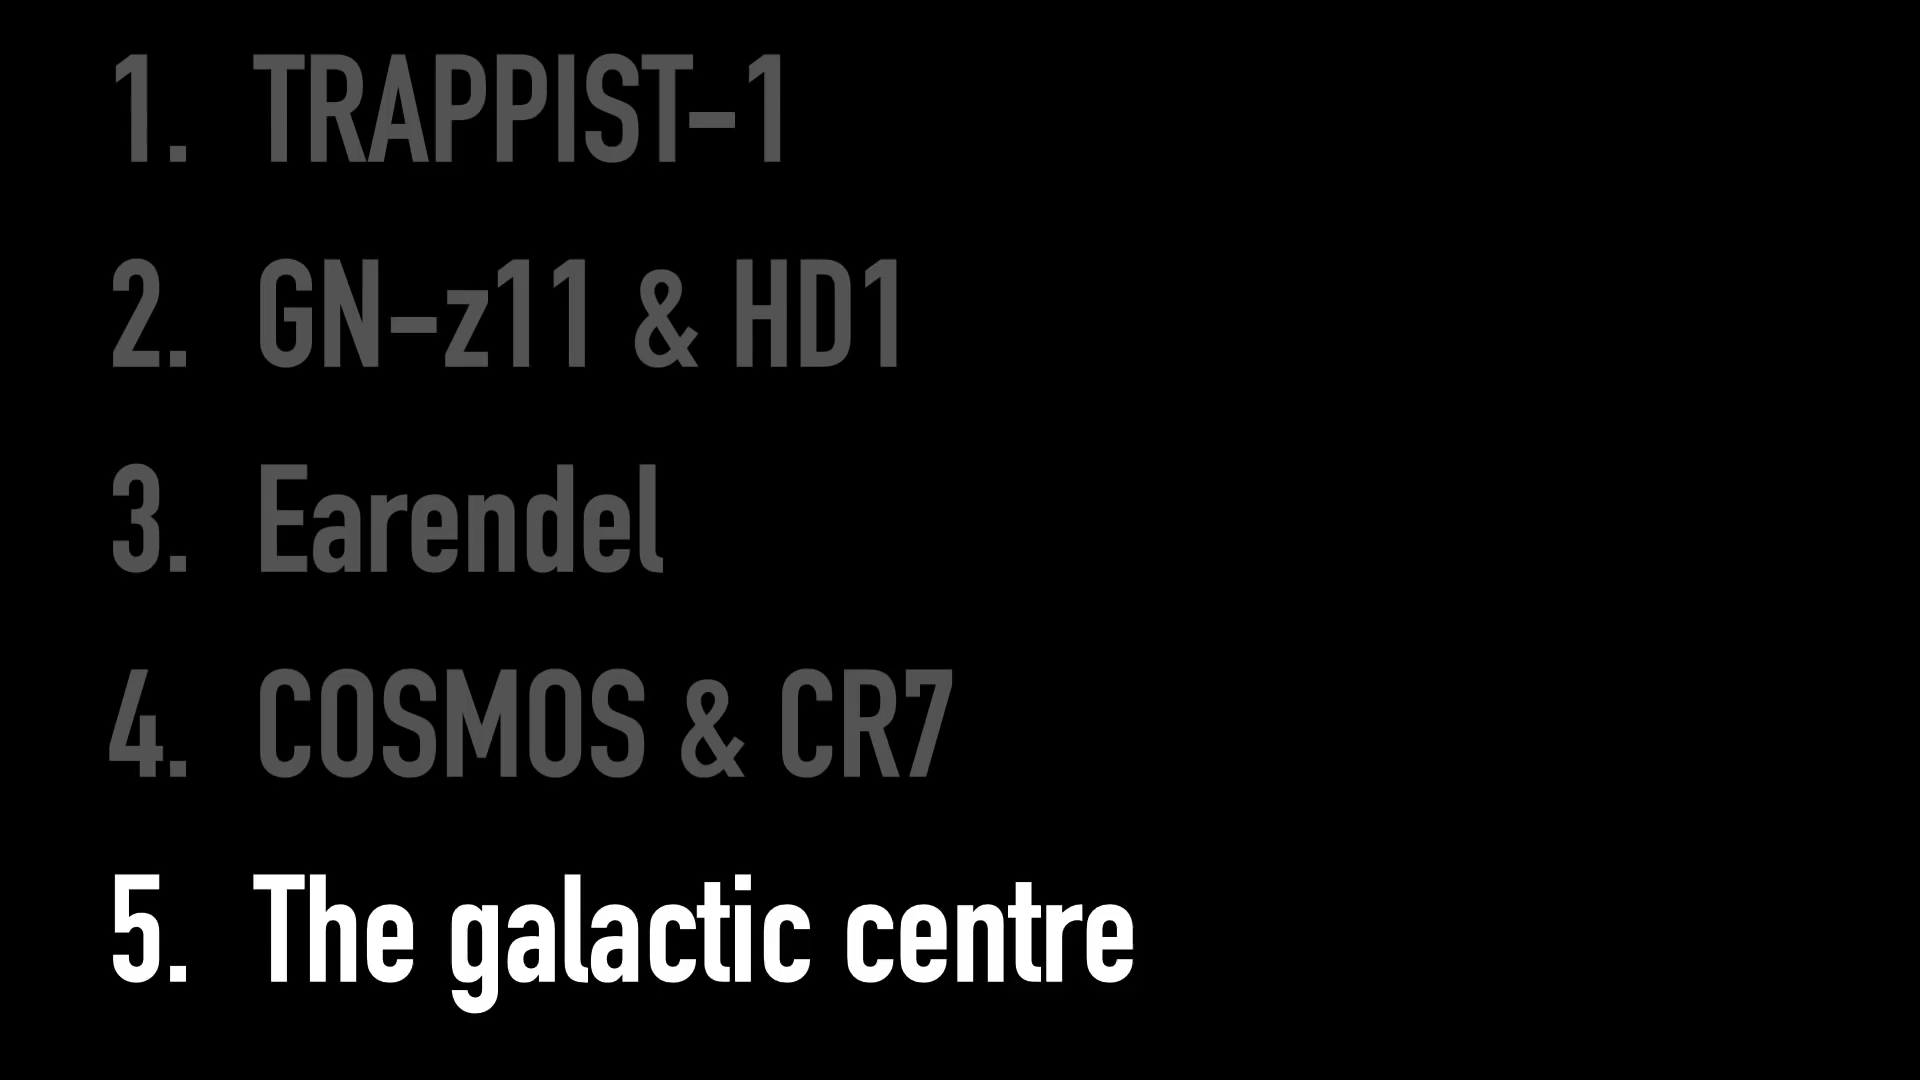 1. TRAPPIST-1
2. GN-z11 & HD1
3. Earendel
4. COSMOS & CR7
5. The galactic centre